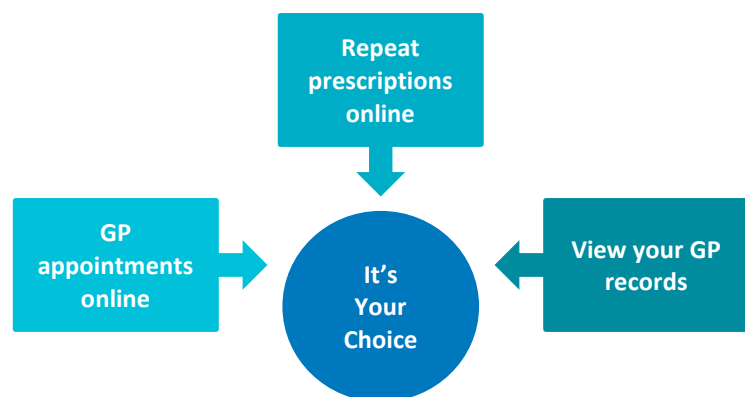 Repeat
prescriptions
online
GP
appointments
online
It’s
Your
Choice
View your GP
records